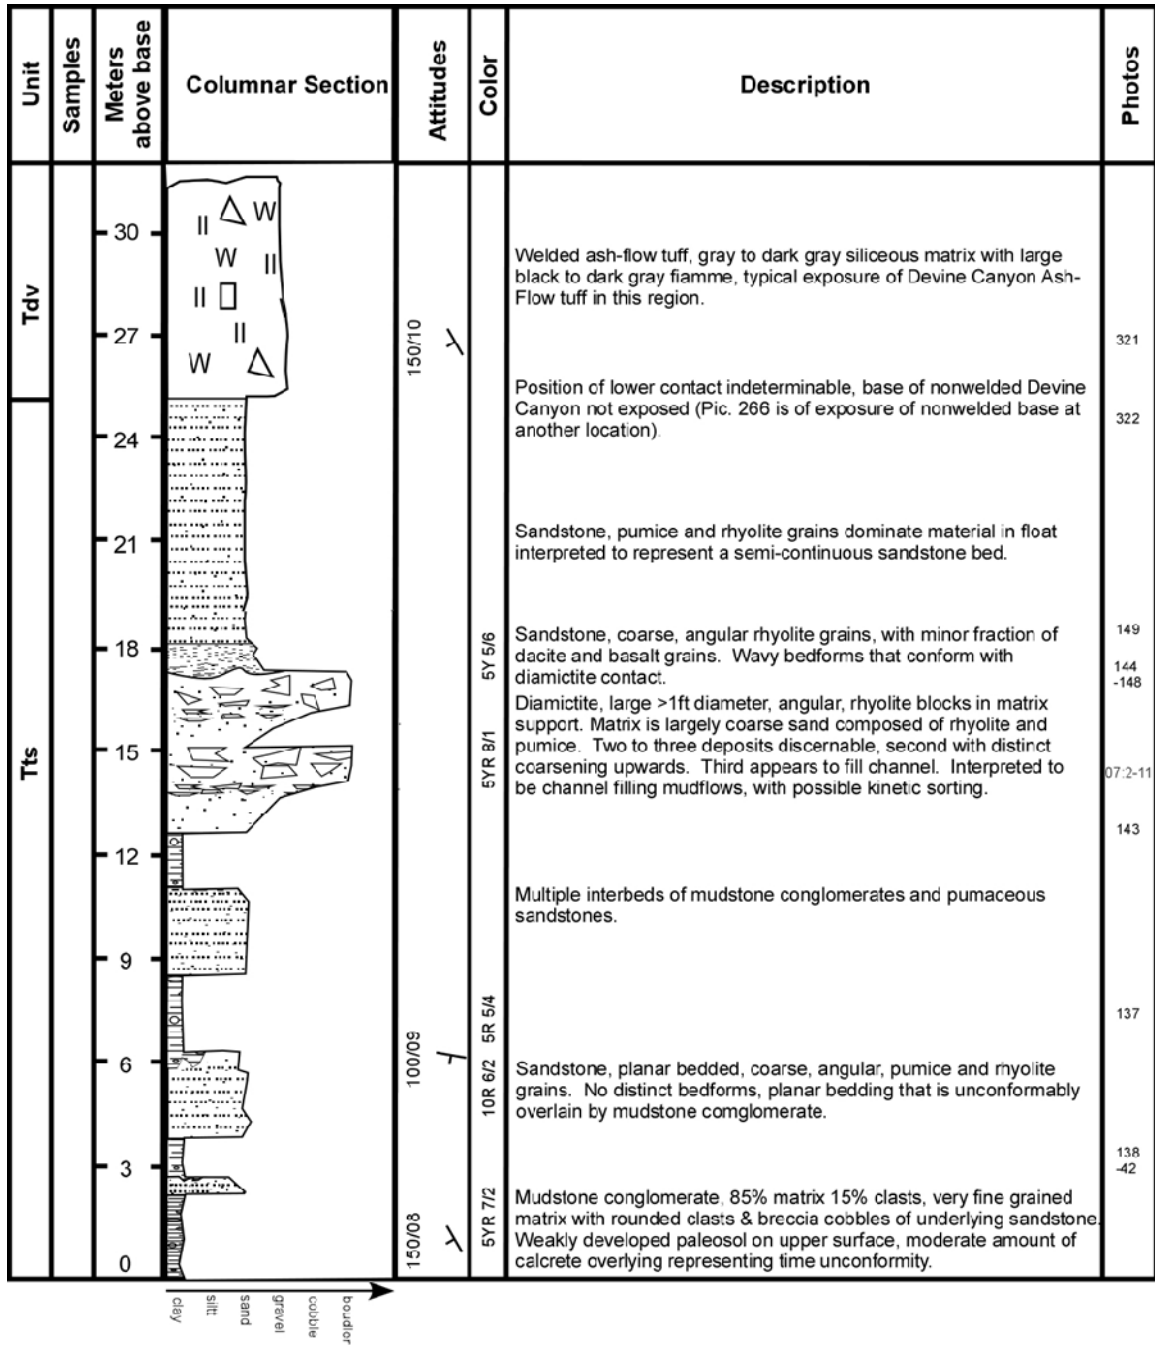 Unit
Samples
Meters
above base
Columnar Section
Attitudes
Color
Description
Photos
Tdv
Tts
30
27
24
21
18
15
12
9
6
3
0
W
II
W
II
II
II
W
150/10
100/09
150/08
5Y 5/6
5YR 8/1
5R 5/4
10R 6/2
5YR 7/2
Welded ash-flow tuff, gray to dark gray siliceous matrix with large
black to dark gray fiamme, typical exposure of Devine Canyon Ash-
Flow tuff in this region.
Position of lower contact indeterminable, base of nonwelded Devine
Canyon not exposed (Pic. 266 is of exposure of nonwelded base at
another location).
Sandstone, pumice and rhyolite grains dominate material in float
interpreted to represent a semi-continuous sandstone bed.
Sandstone, coarse, angular rhyolite grains, with minor fraction of
dacite and basalt grains. Wavy bedforms that conform with
diamictite contact.
Diamictite, large >1ft diameter, angular, rhyolite blocks in matrix
support. Matrix is largely coarse sand composed of rhyolite and
pumice. Two to three deposits discernable, second with distinct
coarsening upwards. Third appears to fill channel. Interpreted to
be channel filling mudflows, with possible kinetic sorting.
Multiple interbeds of mudstone conglomerates and pumaceous
sandstones.
Sandstone, planar bedded, coarse, angular, pumice and rhyolite
grains. No distinct bedforms, planar bedding that is unconformably
overlain by mudstone comglomerate.
Mudstone conglomerate, 85% matrix 15% clasts, very fine grained
matrix with rounded clasts & breccia cobbles of underlying sandstone.
Weakly developed paleosol on upper surface, moderate amount of
calcrete overlying representing time unconformity.
321
322
149
144
-148
07:2-11
143
137
138
-42
clay
siltl
sand
gravel
cobble
boudlor